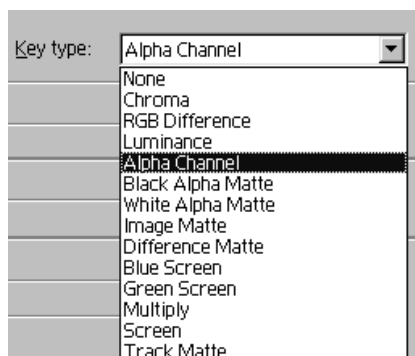 Key type: Alpha Channel
None
Chroma
RGB Difference
Luminance
Alpha Channel
Black Alpha Matte
White Alpha Matte
Image Matte
Difference Matte
Blue Screen
Green Screen
Multiply
Screen
Track Matte